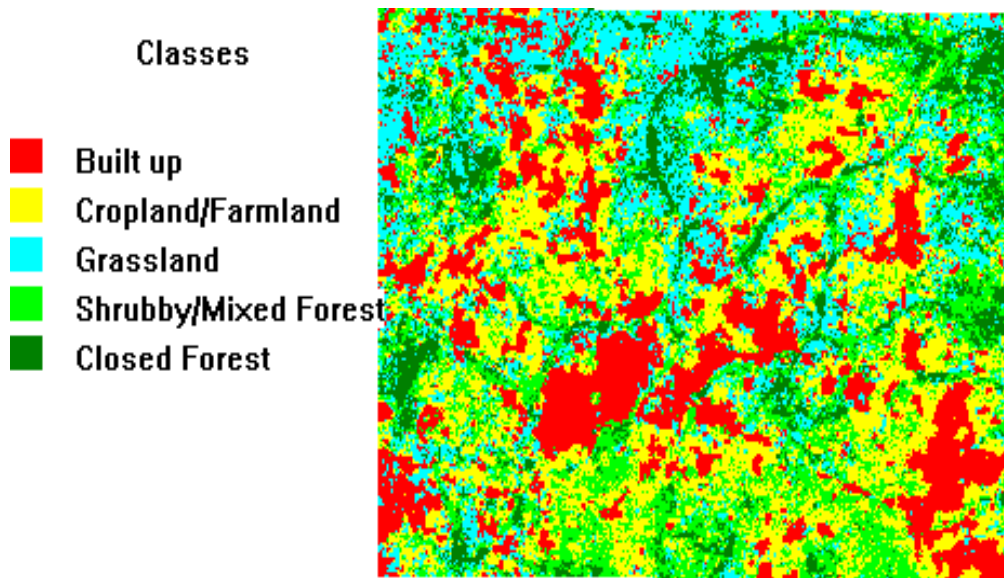 Classes
Built up
Cropland/Farmland
Grassland
Shrubby/Mixed Forest
Closed Forest